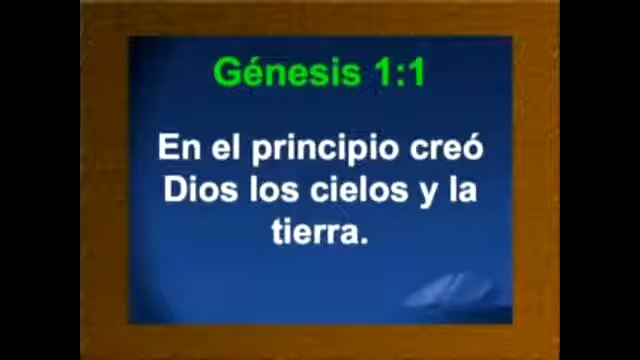 Génesis 1:1
En el principio creó
Dios los cielos y la
tierra.